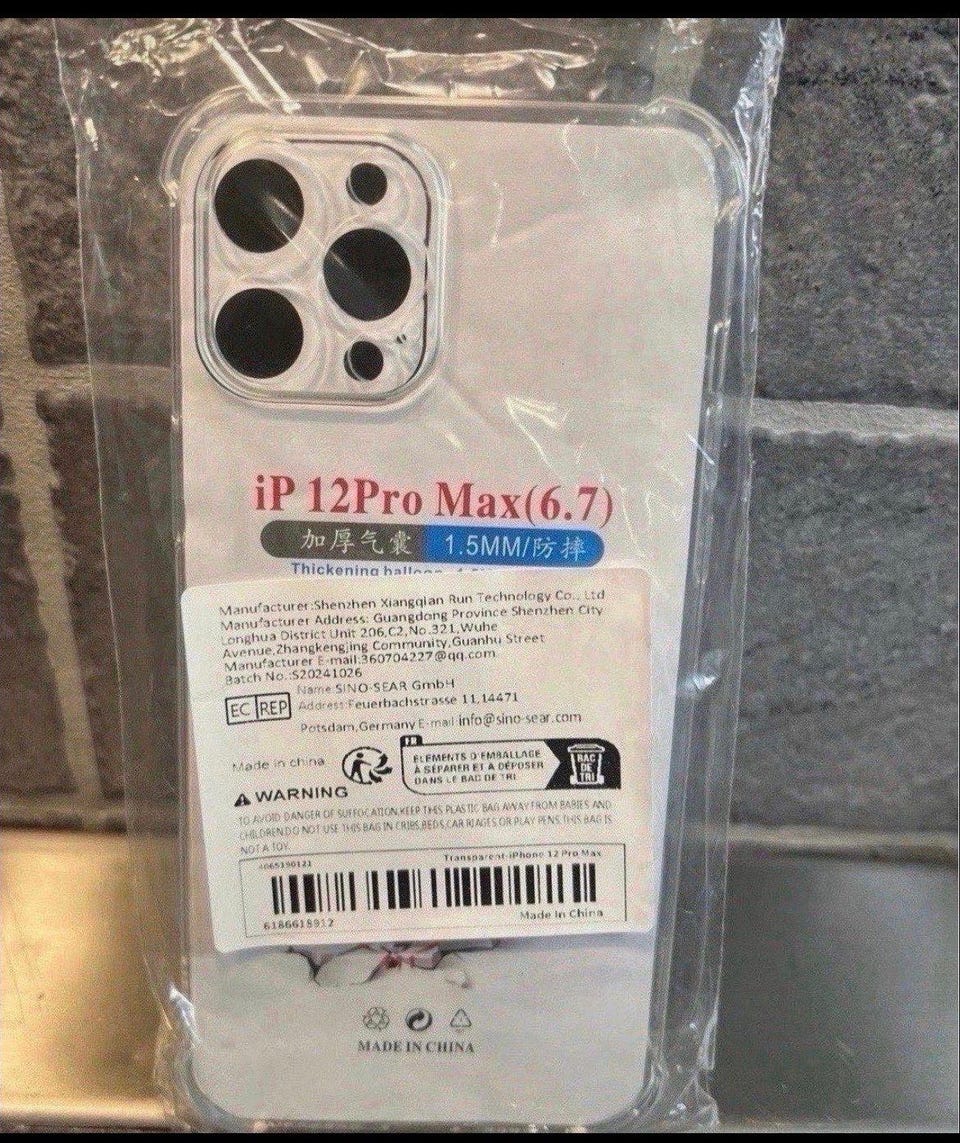 iP 12Pro Max(6.7)
加厚气囊 1.5MM/防摔
Thickening
Manufacturer:Shenzhen Xiangqian Run Technology Co., Ltd
Manufacturer Address: Guangdong Province Shenzhen City
Longhua District Unit 206,C2,No.321,Wuhe
Avenue,Zhangkengjing Community,Guanhu Street
Manufacturer E-mail:360704227@qq.com
Batch No.:S20241026
EC REP
Name:SINO-SEAR GmbH
Address:Feuerbachstrasse 11,14471
Potsdam,Germany E-mail:info@sino-sear.com
Made in china
FR
ELEMENTS D'EMBALLAGE
À SÉPARER ET À DÉPOSER
DANS LE BAC DE TRI
BAC
DE
TRI
WARNING
TO AVOID DANGER OF SUFFOCATION,KEEP THIS PLASTIC BAG AWAY FROM BABIES AND
CHILDREN.DO NOT USE THIS BAG IN CRIBS,BEDS,CAR RIAGES,OR PLAY PENS.THIS BAG IS
NOT A TOY.
4065190121
Transparent-iPhone 12 Pro Max
6186618912
Made In China
MADE IN CHINA